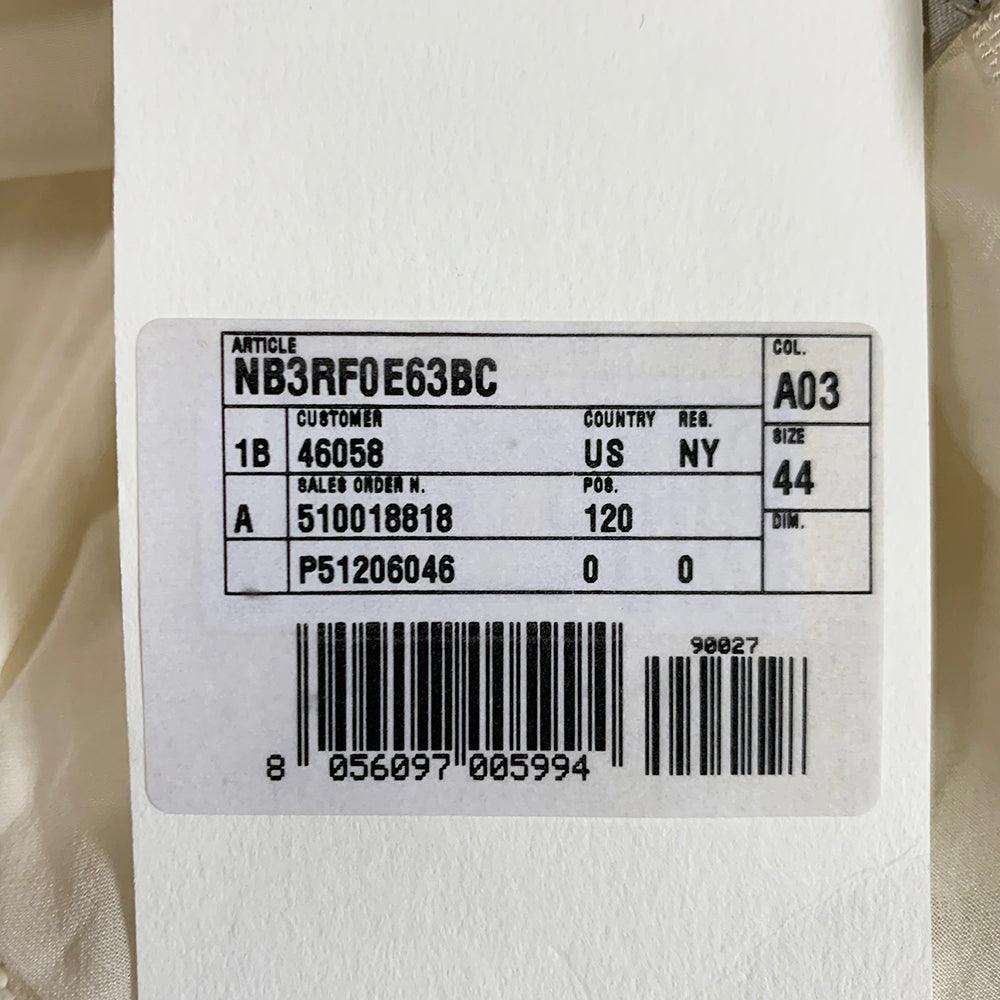 ARTICLE COL.
NB3RF0E63BC A03
CUSTOMER COUNTRY REG.
1B 46058 US NY SIZE
44
SALES ORDER N. POS.
A 510018818 120 DIM.
P51206046 0 0
90027
8 056097 005994